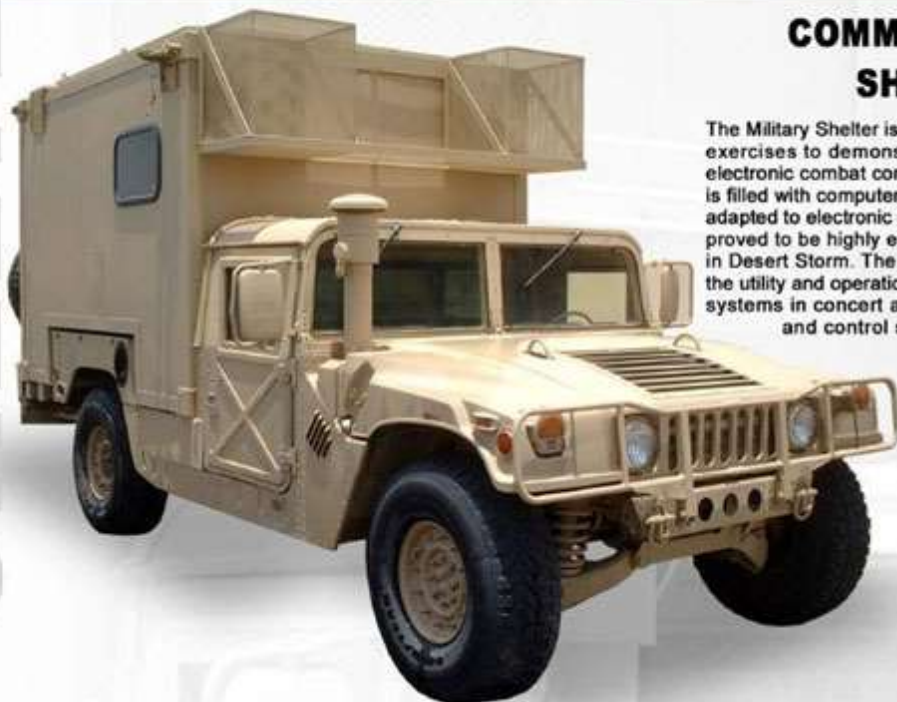 COMM
SH
The Military Shelter is
exercises to demons
electronic combat con
is filled with computer
adapted to electronic
proved to be highly e
in Desert Storm. The
the utility and operatio
systems in concert a
and control s